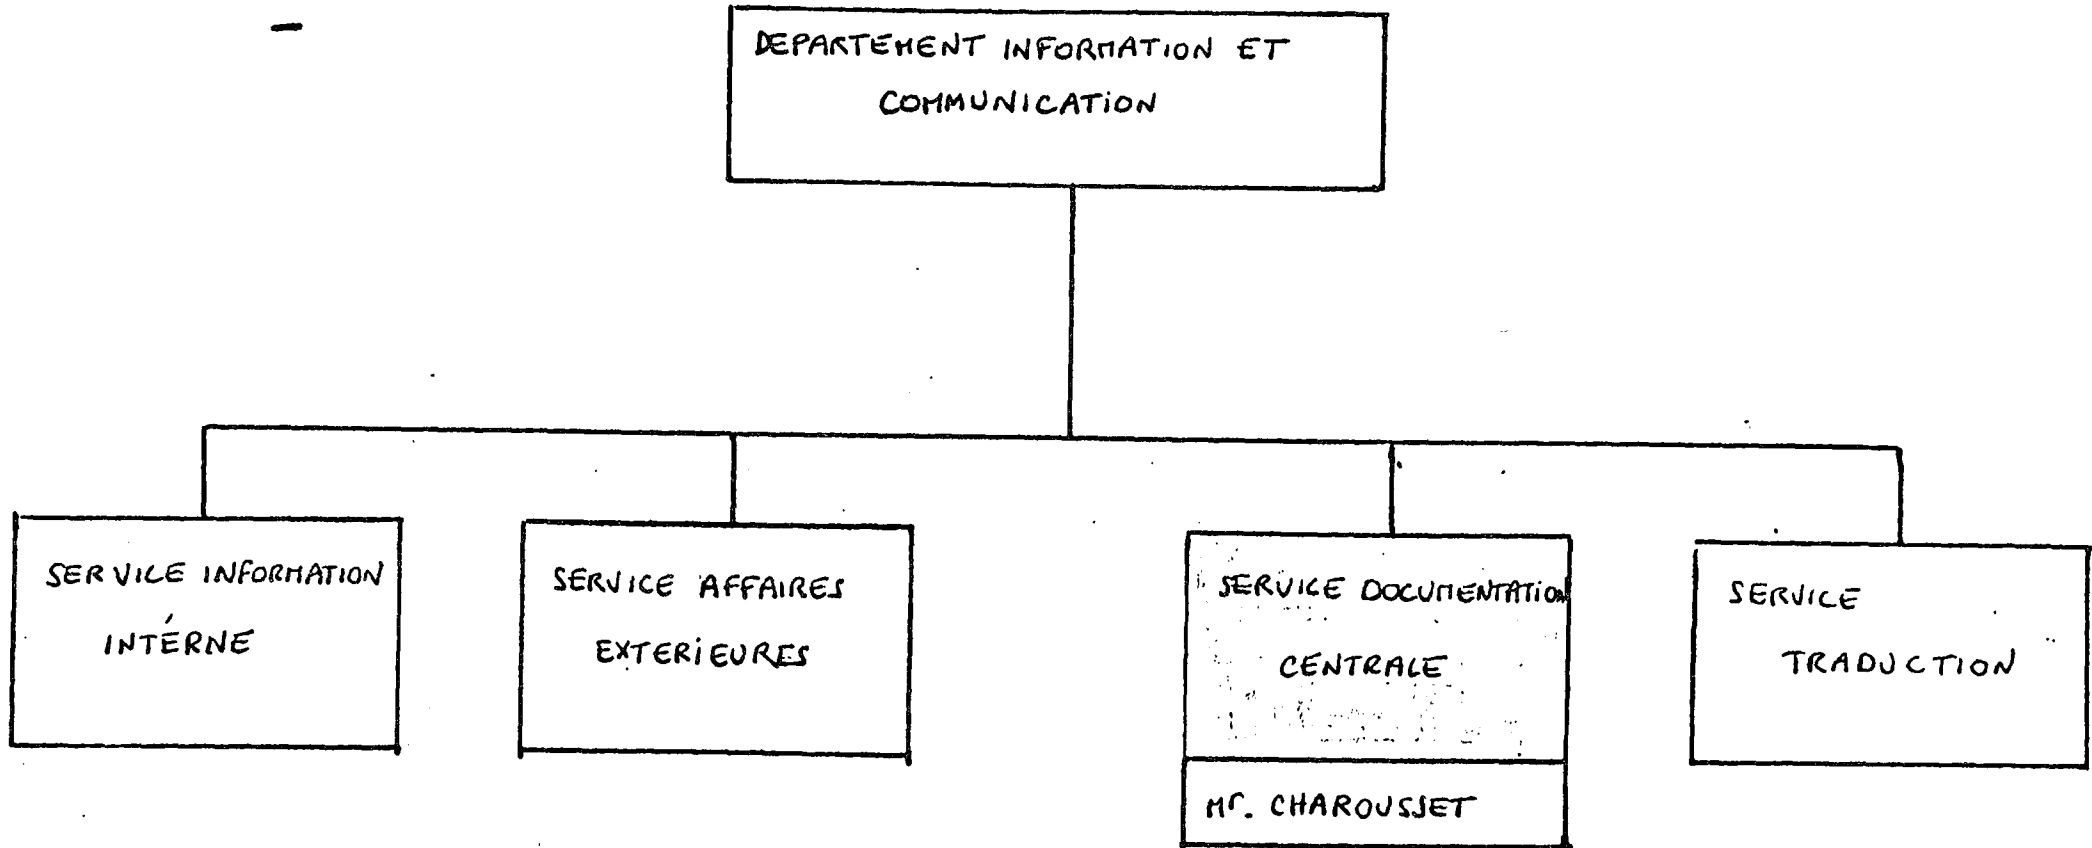 DEPARTEMENT INFORMATION ET
COMMUNICATION
SERVICE INFORMATION
INTÉRNE
SERVICE AFFAIRES
EXTERIEURES
SERVICE DOCUMENTATION
CENTRALE
Mr. CHAROUSSET
SERVICE
TRADUCTION